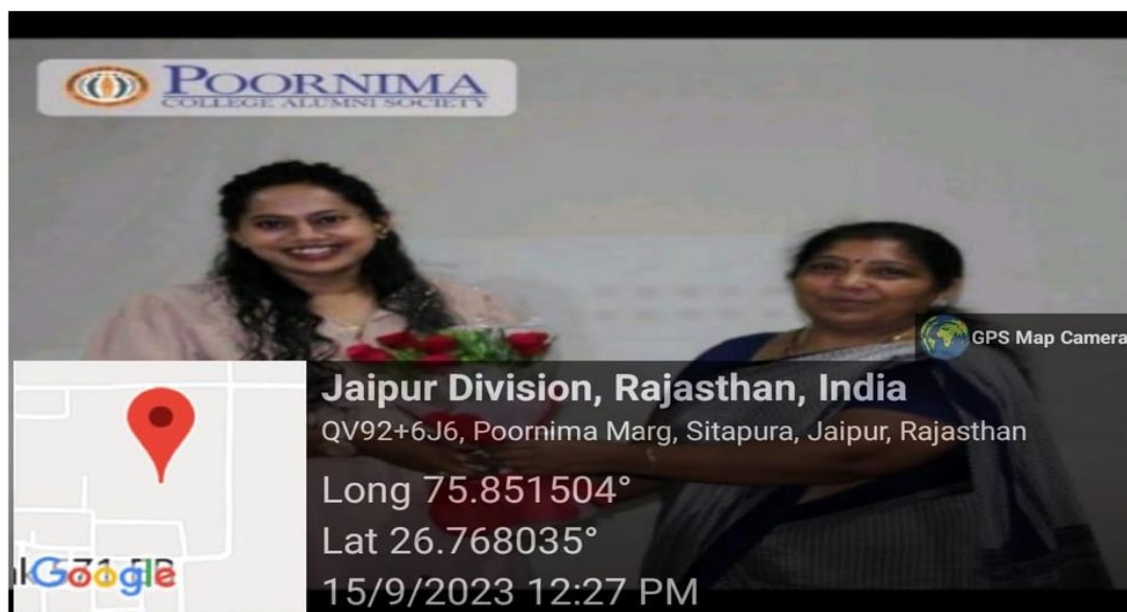 POORNIMA
COLLEGE ALUMNI SOCIETY
GPS Map Camera
Jaipur Division, Rajasthan, India
QV92+6J6, Poornima Marg, Sitapura, Jaipur, Rajasthan
Long 75.851504°
Lat 26.768035°
15/9/2023 12:27 PM
Google